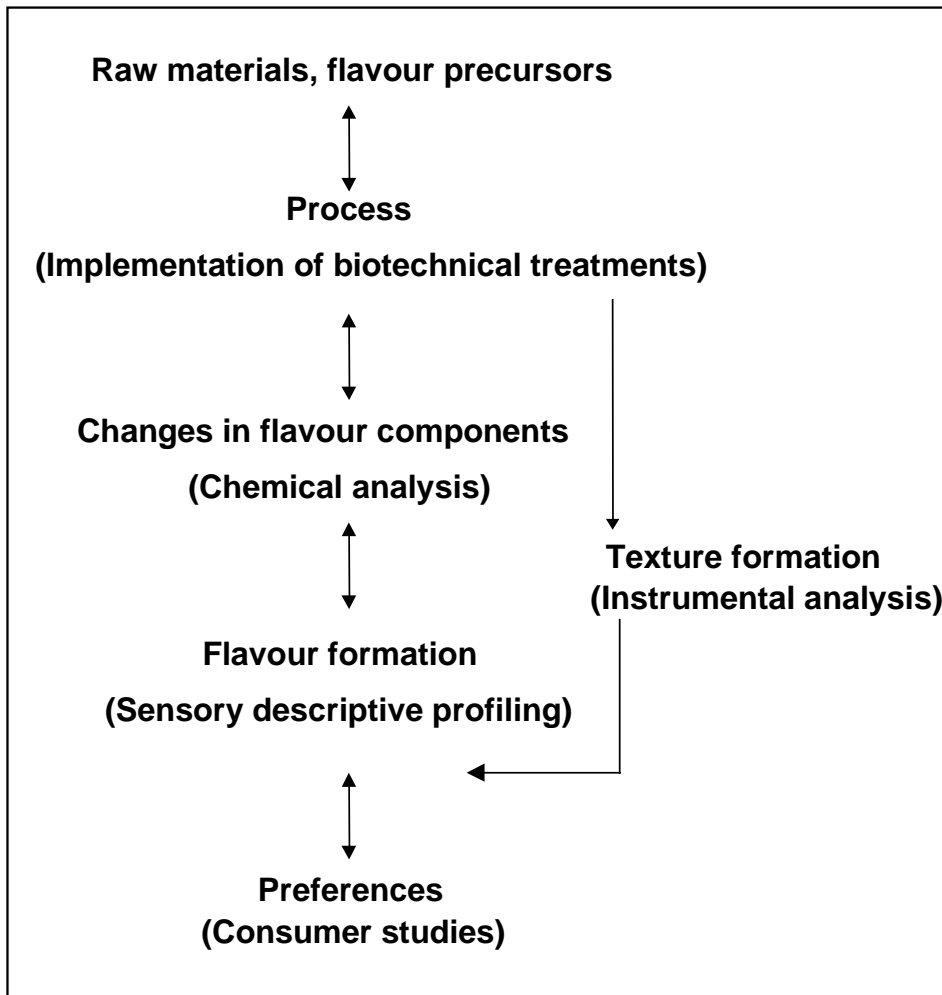 Raw materials, flavour precursors
Process
(Implementation of biotechnical treatments)
Changes in flavour components
(Chemical analysis)
Texture formation
(Instrumental analysis)
Flavour formation
(Sensory descriptive profiling)
Preferences
(Consumer studies)